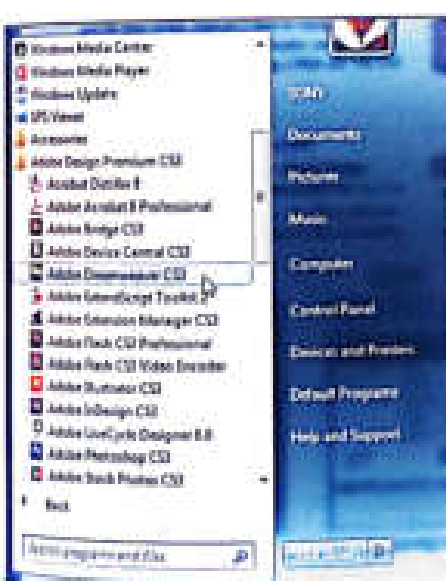 Windows Media Center
Windows Media Player
Windows Update
XPS Viewer
Accessories
Adobe Design Premium CS3
Acrobat Distiller 8
Adobe Acrobat 8 Professional
Adobe Bridge CS3
Adobe Device Central CS3
Adobe Dreamweaver CS3
Adobe ExtendScript Toolkit 2
Adobe Extension Manager CS3
Adobe Flash CS3 Professional
Adobe Flash CS3 Video Encoder
Adobe Illustrator CS3
Adobe InDesign CS3
Adobe LiveCycle Designer 8.0
Adobe Photoshop CS3
Adobe Stock Photos CS3
Back
Search programs and files
Documents
Pictures
Music
Computer
Control Panel
Devices and Printers
Default Programs
Help and Support